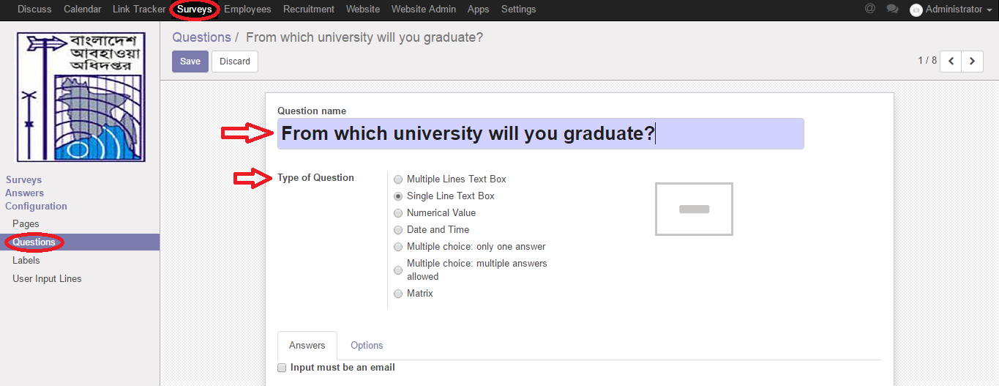 Discuss Calendar Link Tracker Surveys Employees Recruitment Website Website Admin Apps Settings @ Administrator
বাংলাদেশ
আবহাওয়া
অধিদপ্তর
Surveys
Answers
Configuration
Pages
Questions
Labels
User Input Lines
Questions / From which university will you graduate?
Save Discard
1 / 8
Question name
From which university will you graduate?
Type of Question
Multiple Lines Text Box
Single Line Text Box
Numerical Value
Date and Time
Multiple choice: only one answer
Multiple choice: multiple answers
allowed
Matrix
Answers Options
Input must be an email